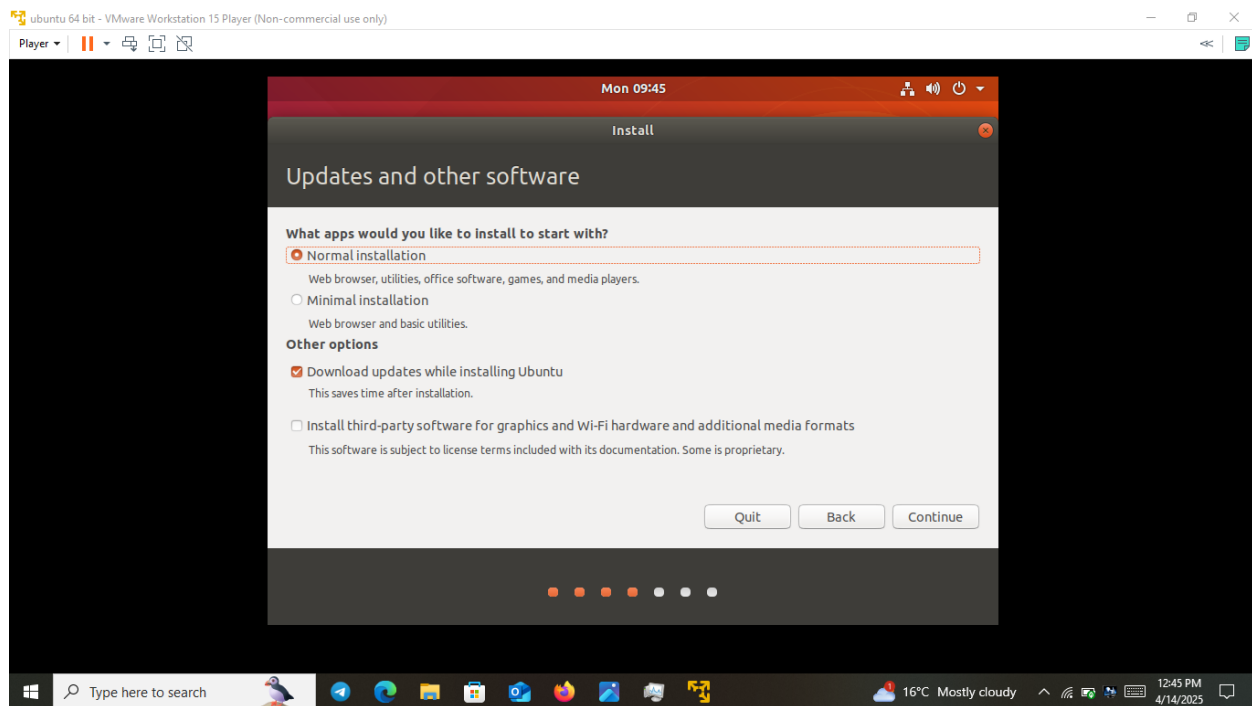 ubuntu 64 bit - VMware Workstation 15 Player (Non-commercial use only)
Player
Mon 09:45
Install
Updates and other software
What apps would you like to install to start with?
Normal installation
Web browser, utilities, office software, games, and media players.
Minimal installation
Web browser and basic utilities.
Other options
Download updates while installing Ubuntu
This saves time after installation.
Install third-party software for graphics and Wi-Fi hardware and additional media formats
This software is subject to license terms included with its documentation. Some is proprietary.
Quit Back Continue
Type here to search
1
16°C Mostly cloudy
12:45 PM
4/14/2025